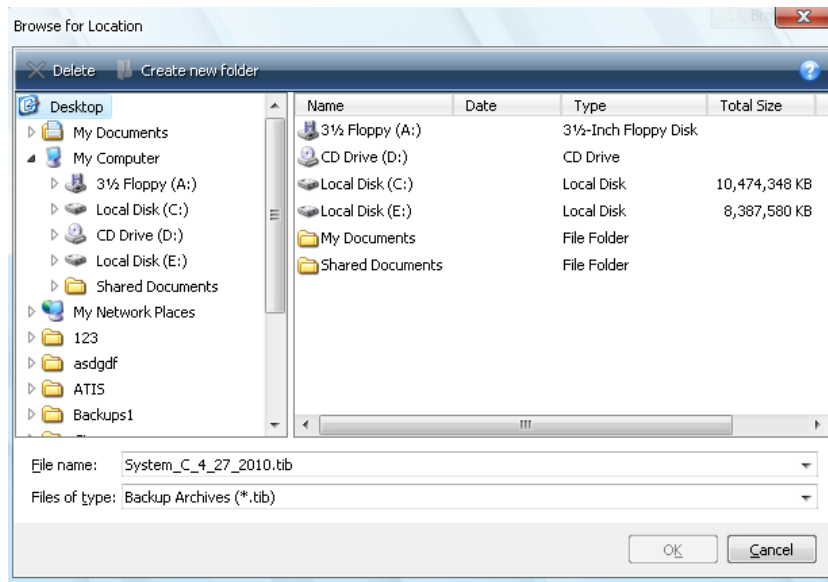 Bro
Browse for Location
Delete Create new folder
Desktop
My Documents
My Computer
3½ Floppy (A:)
Local Disk (C:)
CD Drive (D:)
Local Disk (E:)
Shared Documents
My Network Places
123
asdgdf
ATIS
Backups1
Name Date Type Total Size
3½ Floppy (A:) 3½-Inch Floppy Disk
CD Drive (D:) CD Drive
Local Disk (C:) Local Disk 10,474,348 KB
Local Disk (E:) Local Disk 8,387,580 KB
My Documents File Folder
Shared Documents File Folder
File name: System_C_4_27_2010.tib
Files of type: Backup Archives (*.tib)
OK Cancel